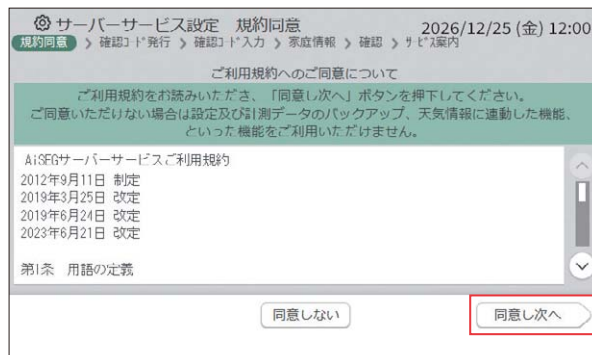 サーバーサービス設定 規約同意 2026/12/25 (金) 12:00
規約同意 > 確認コード発行 > 確認コード入力 > 家庭情報 > 確認 > サービス案内
ご利用規約へのご同意について
ご利用規約をお読みいただき、「同意し次へ」ボタンを押下してください。
ご同意いただけない場合は設定及び計測データのバックアップ、天気情報に連動した機能、
といった機能をご利用いただけません。
AiSEGサーバーサービスご利用規約
2012年9月11日 制定
2019年3月25日 改定
2019年6月24日 改定
2023年6月21日 改定
第1条 用語の定義
同意しない
同意し次へ